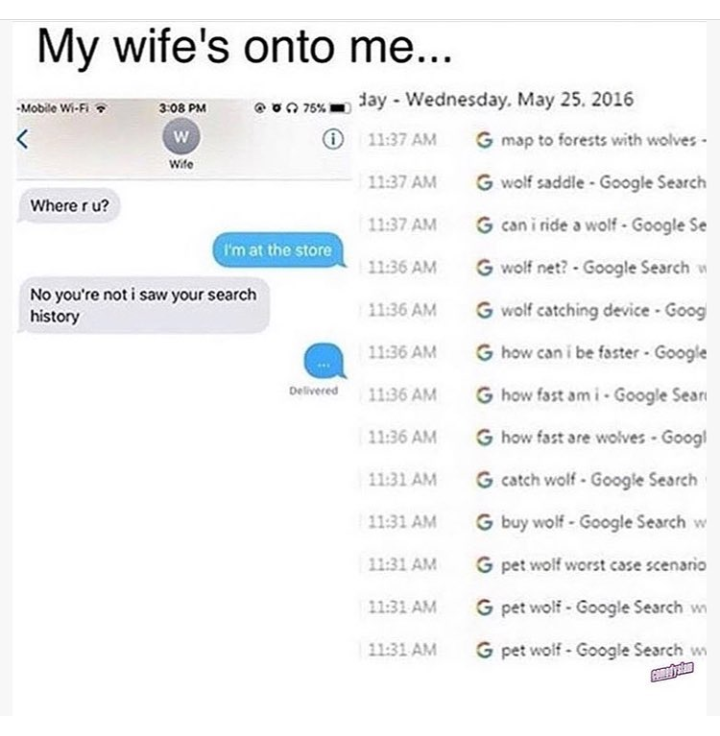 My wife's onto me...
-Mobile Wi-Fi 3:08 PM 75%
W
Wife
Where r u?
I'm at the store
No you're not i saw your search
history
...
Delivered
day - Wednesday, May 25, 2016
11:37 AM G map to forests with wolves -
11:37 AM G wolf saddle - Google Search
11:37 AM G can i ride a wolf - Google Se
11:36 AM G wolf net? - Google Search w
11:36 AM G wolf catching device - Goog
11:36 AM G how can i be faster - Google
11:36 AM G how fast am i - Google Sear
11:36 AM G how fast are wolves - Googl
11:31 AM G catch wolf - Google Search
11:31 AM G buy wolf - Google Search w
11:31 AM G pet wolf worst case scenario
11:31 AM G pet wolf - Google Search w
11:31 AM G pet wolf - Google Search w